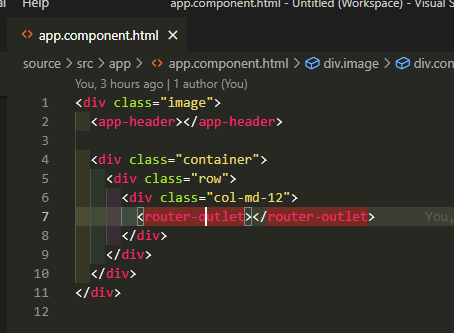 al Help app.component.html - Untitled (Workspace) - Visual S
<> app.component.html ×
source > src > app > <> app.component.html > div.image > div.con
You, 3 hours ago | 1 author (You)
1 <div class="image">
2 <app-header></app-header>
3
4 <div class="container">
5 <div class="row">
6 <div class="col-md-12">
7 <router-outlet></router-outlet> You,
8 </div>
9 </div>
10 </div>
11 </div>